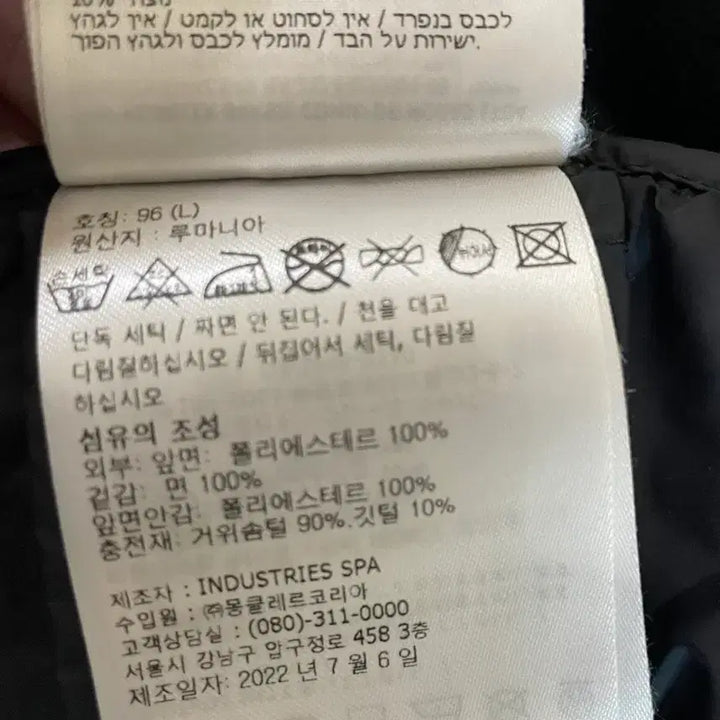 לכבס בנפרד / אין לסחוט או לקמט / אין לגהץ
ישירות על הבד / מומלץ לכבס ולגהץ הפוך.
호칭: 96 (L)
원산지 : 루마니아
손세탁
단독 세틱 / 짜면 안 된다. / 천을 대고
다림질하십시오 / 뒤집어서 세틱, 다림질
하십시오
섬유의 조성
외부: 앞면: 폴리에스테르 100%
겉감: 면 100%
앞면안감: 폴리에스테르 100%
충전재: 거위솜털 90%.깃털 10%
제조자 : INDUSTRIES SPA
수입원 : ㈜몽클레르코리아
고객상담실 : (080)-311-0000
서울시 강남구 압구정로 458 3층
제조일자: 2022 년 7 월 6 일